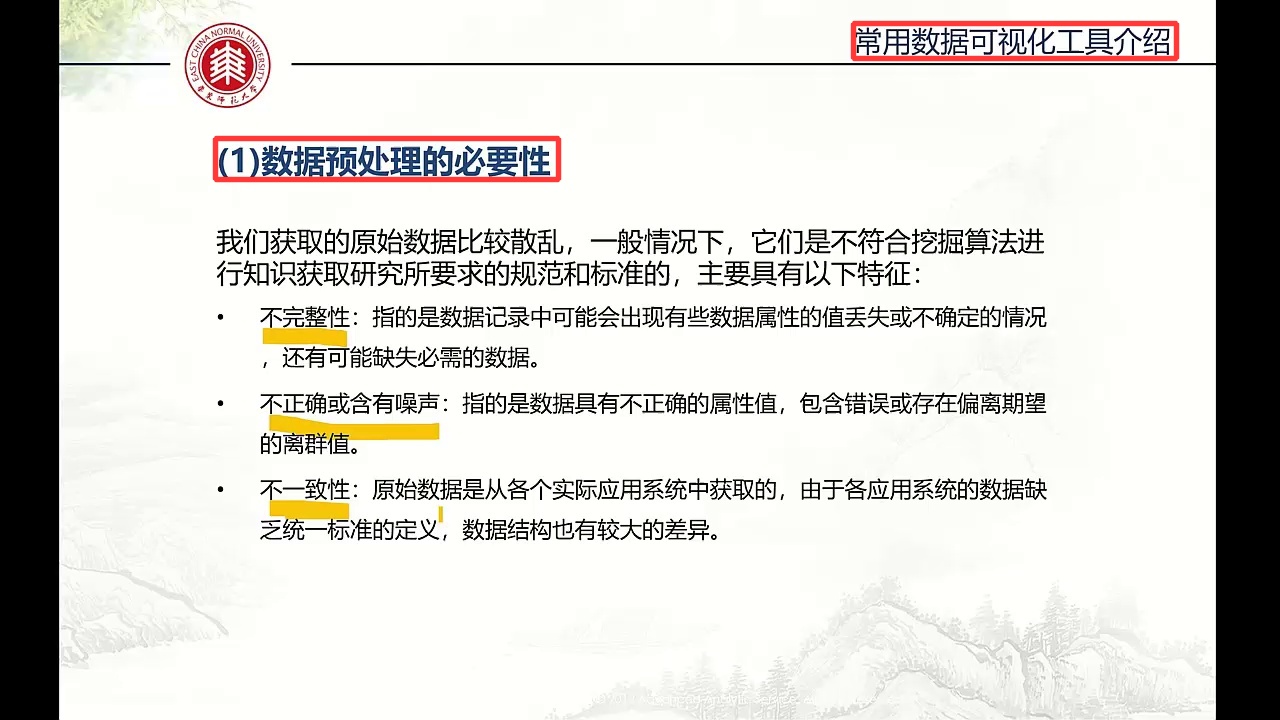 常用数据可视化工具介绍
EAST CHINA NORMAL UNIVERSITY
華東師範大學
(1)数据预处理的必要性
我们获取的原始数据比较散乱，一般情况下，它们是不符合挖掘算法进
行知识获取研究所要求的规范和标准的，主要具有以下特征：
• 不完整性：指的是数据记录中可能会出现有些数据属性的值丢失或不确定的情况
，还有可能缺失必需的数据。
• 不正确或含有噪声：指的是数据具有不正确的属性值，包含错误或存在偏离期望
的离群值。
• 不一致性：原始数据是从各个实际应用系统中获取的，由于各应用系统的数据缺
乏统一标准的定义，数据结构也有较大的差异。